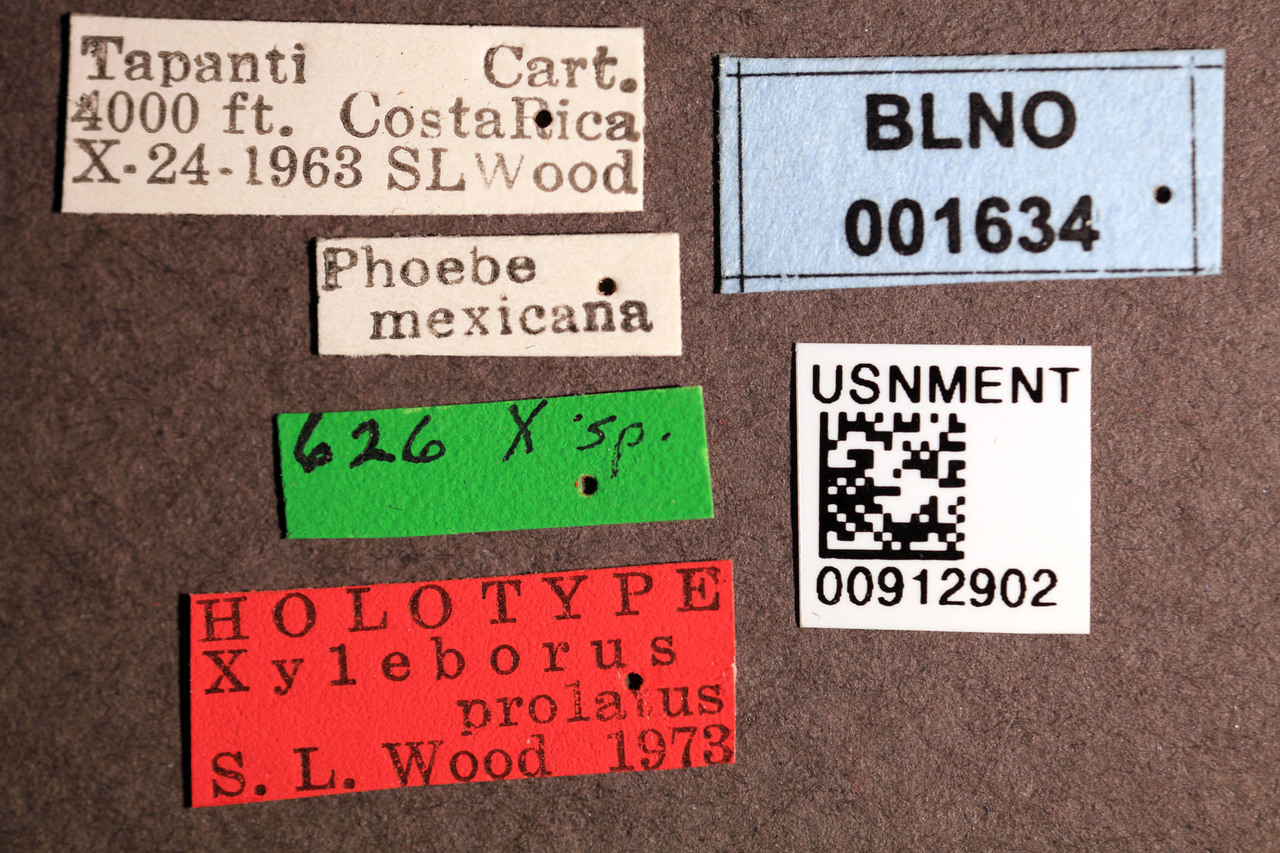 Tapanti Cart.
4000 ft. CostaRica
X-24-1963 SLWood
Phoebe
mexicana
626 X sp.
HOLOTYPE
Xyleborus
prolatus
S. L. Wood 1973
BLNO
001634
USNMENT
00912902